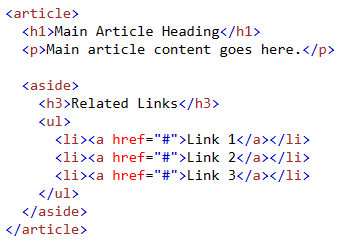 <article>
  <h1>Main Article Heading</h1>
  <p>Main article content goes here.</p>

  <aside>
    <h3>Related Links</h3>
    <ul>
      <li><a href="#">Link 1</a></li>
      <li><a href="#">Link 2</a></li>
      <li><a href="#">Link 3</a></li>
    </ul>
  </aside>
</article>